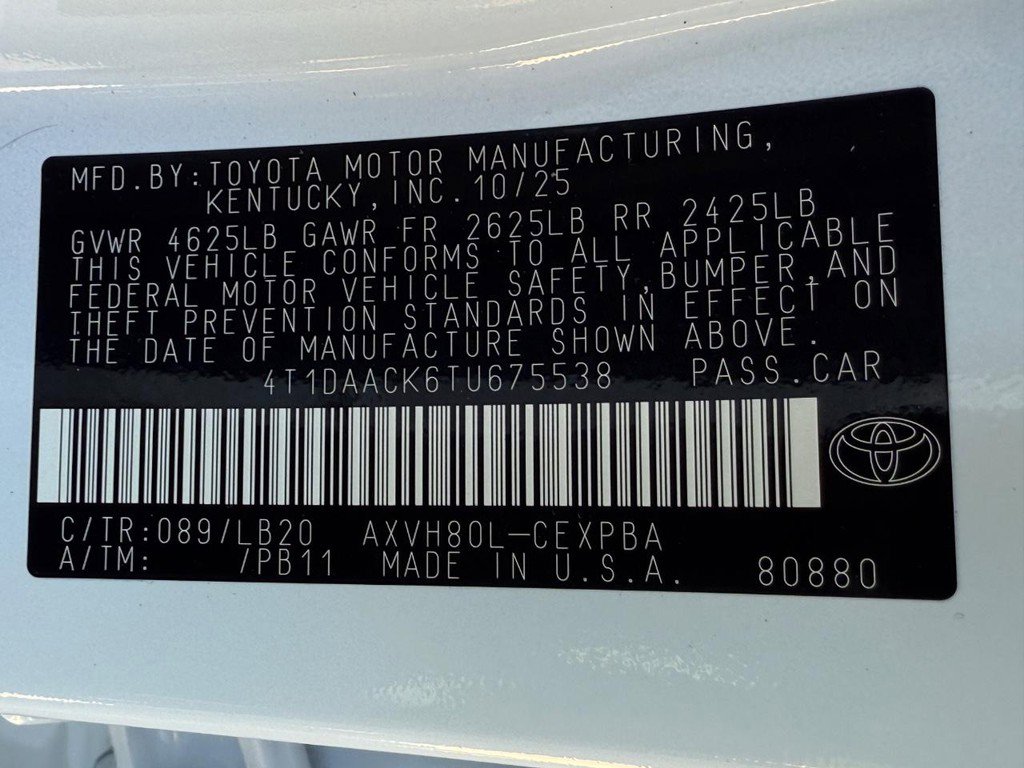 MFD.BY:TOYOTA MOTOR MANUFACTURING,
KENTUCKY,INC.10/25
GVWR 4625LB GAWR FR 2625LB RR 2425LB
THIS VEHICLE CONFORMS TO ALL APPLICABLE
FEDERAL MOTOR VEHICLE SAFETY,BUMPER,AND
THEFT PREVENTION STANDARDS IN EFFECT ON
THE DATE OF MANUFACTURE SHOWN ABOVE.
4T1DAACK6TU675538 PASS.CAR
C/TR:089/LB20 AXVH80L-CEXPBA
A/TM: /PB11 MADE IN U.S.A. 80880